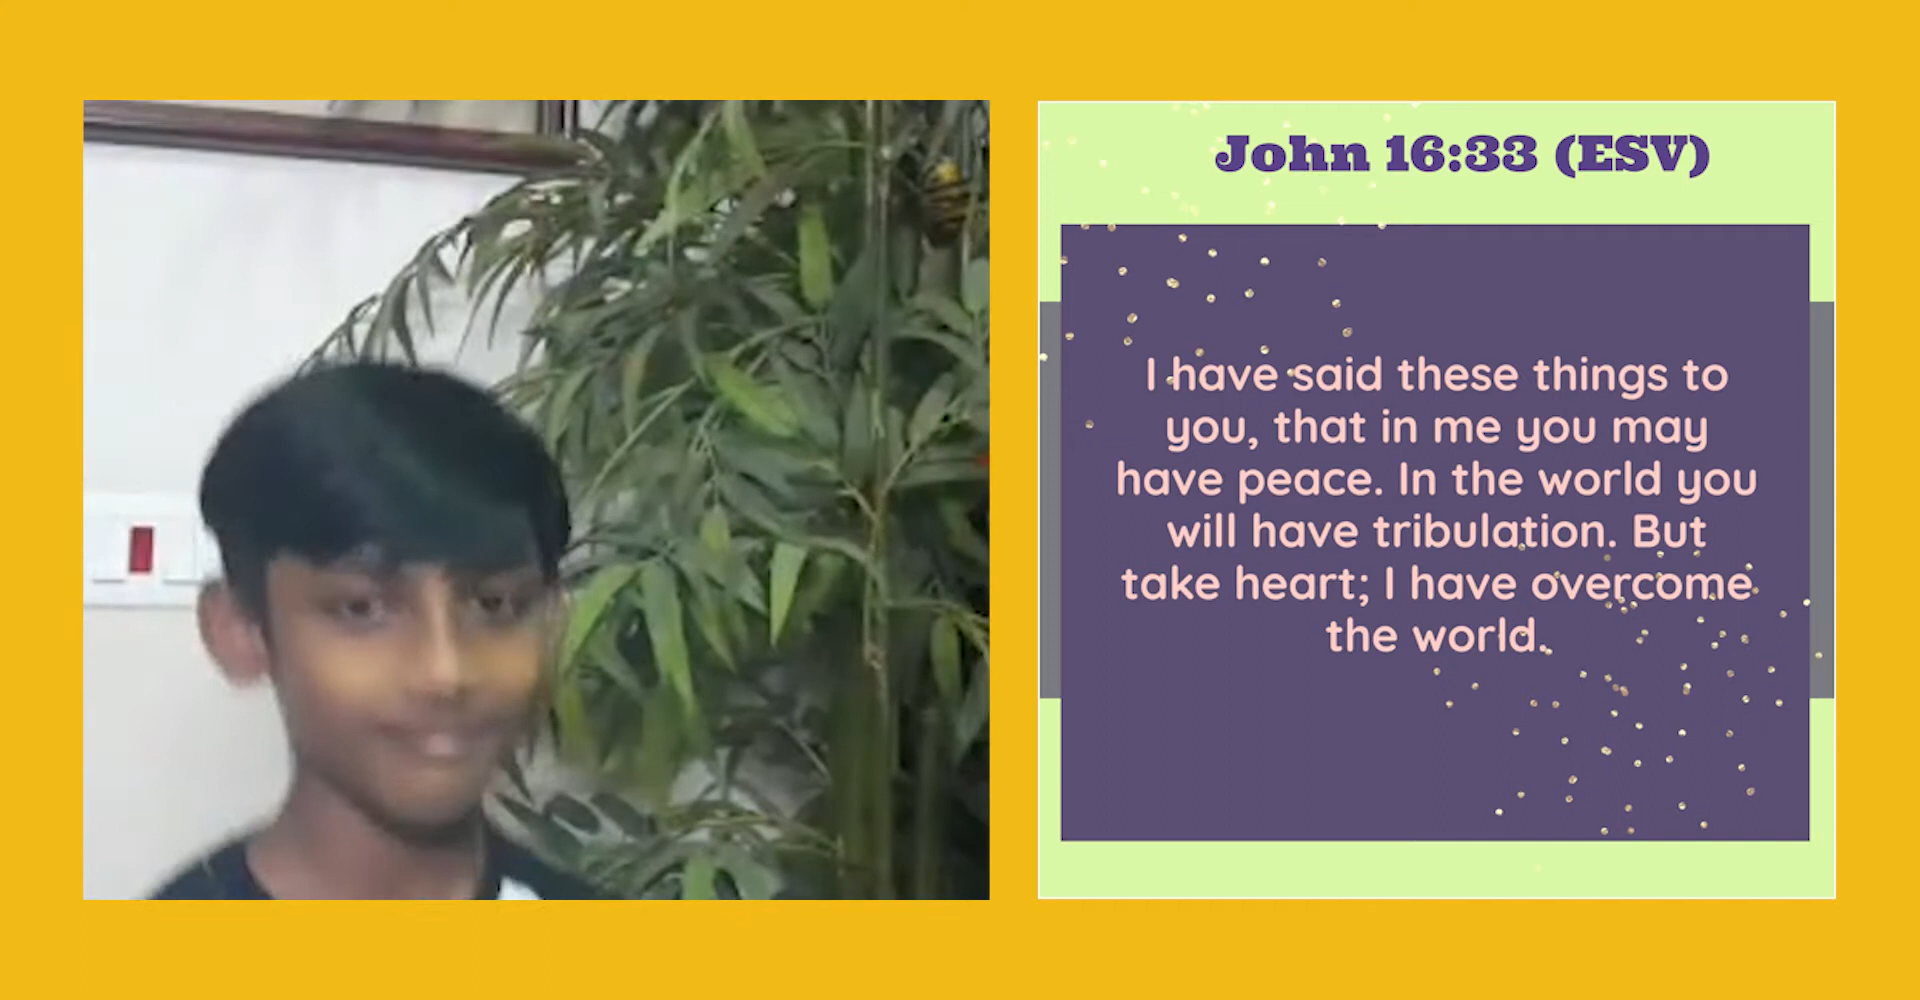 John 16:33 (ESV)
I have said these things to
you, that in me you may
have peace. In the world you
will have tribulation. But
take heart; I have overcome
the world.